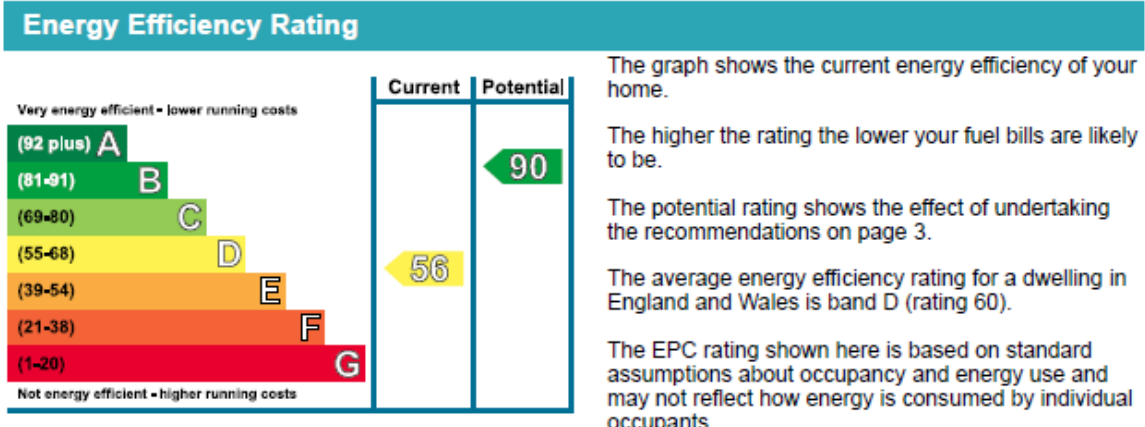 Energy Efficiency Rating
Current Potential
Very energy efficient - lower running costs
(92 plus) A
(81-91) B
(69-80) C
(55-68) D
(39-54) E
(21-38) F
(1-20) G
Not energy efficient - higher running costs
56
90
The graph shows the current energy efficiency of your
home.
The higher the rating the lower your fuel bills are likely
to be.
The potential rating shows the effect of undertaking
the recommendations on page 3.
The average energy efficiency rating for a dwelling in
England and Wales is band D (rating 60).
The EPC rating shown here is based on standard
assumptions about occupancy and energy use and
may not reflect how energy is consumed by individual
occupants.